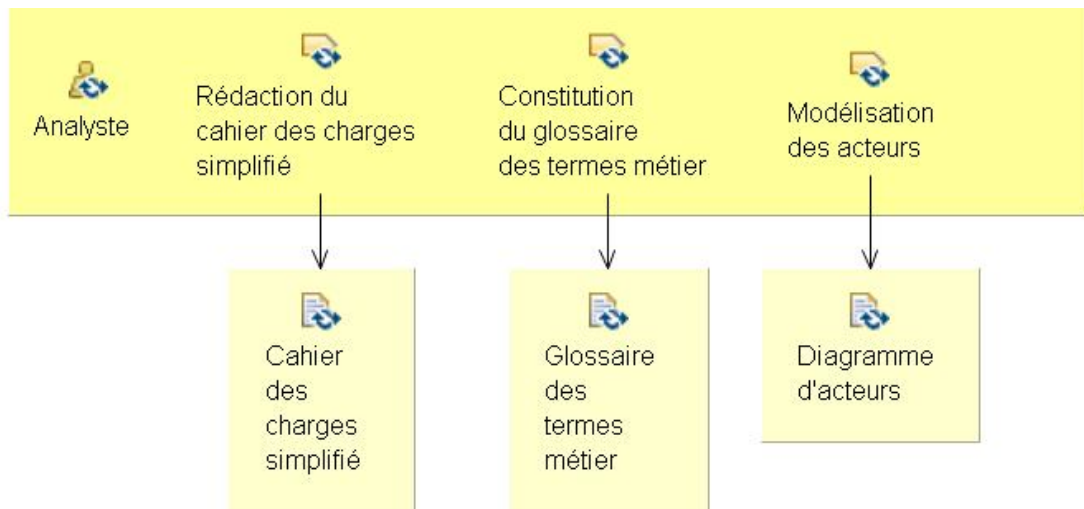 Analyste
Rédaction du
cahier des charges
simplifié
Constitution
du glossaire
des termes métier
Modélisation
des acteurs
Cahier
des
charges
simplifié
Glossaire
des
termes
métier
Diagramme
d'acteurs